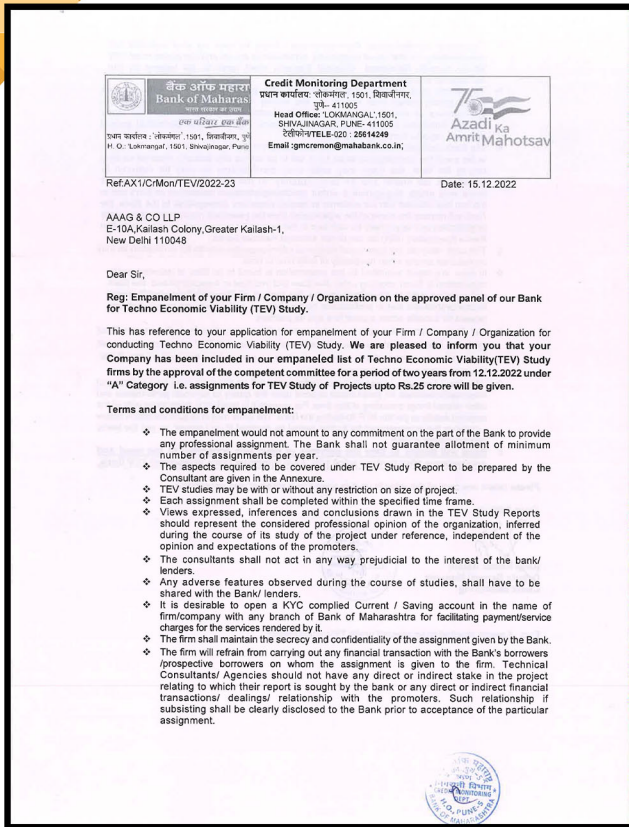 बैंक ऑफ महारा
Bank of Maharas
भारत सरकार का उद्यम
एक परिवार एक बैंक
प्रधान कार्यालय : 'लोकमंगल', 1501, शिवाजीनगर, पुणे
H. O.: 'Lokmangal', 1501, Shivajinagar, Pune
Credit Monitoring Department
प्रधान कार्यालय: 'लोकमंगल', 1501, शिवाजीनगर,
पुणे– 411005
Head Office: 'LOKMANGAL',1501,
SHIVAJINAGAR, PUNE- 411005
टेलीफोन/TELE-020 : 25614249
Email :gmcremon@mahabank.co.in;
75
Azadi Ka
Amrit Mahotsav
Ref:AX1/CrMon/TEV/2022-23 Date: 15.12.2022
AAAG & CO LLP
E-10A,Kailash Colony,Greater Kailash-1,
New Delhi 110048
Dear Sir,
Reg: Empanelment of your Firm / Company / Organization on the approved panel of our Bank
for Techno Economic Viability (TEV) Study.
This has reference to your application for empanelment of your Firm / Company / Organization for
conducting Techno Economic Viability (TEV) Study. We are pleased to inform you that your
Company has been included in our empaneled list of Techno Economic Viability(TEV) Study
firms by the approval of the competent committee for a period of two years from 12.12.2022 under
"A" Category i.e. assignments for TEV Study of Projects upto Rs.25 crore will be given.
Terms and conditions for empanelment:
❖ The empanelment would not amount to any commitment on the part of the Bank to provide
any professional assignment. The Bank shall not guarantee allotment of minimum
number of assignments per year.
❖ The aspects required to be covered under TEV Study Report to be prepared by the
Consultant are given in the Annexure.
❖ TEV studies may be with or without any restriction on size of project.
❖ Each assignment shall be completed within the specified time frame.
❖ Views expressed, inferences and conclusions drawn in the TEV Study Reports
should represent the considered professional opinion of the organization, inferred
during the course of its study of the project under reference, independent of the
opinion and expectations of the promoters.
❖ The consultants shall not act in any way prejudicial to the interest of the bank/
lenders.
❖ Any adverse features observed during the course of studies, shall have to be
shared with the Bank/ lenders.
❖ It is desirable to open a KYC complied Current / Saving account in the name of
firm/company with any branch of Bank of Maharashtra for facilitating payment/service
charges for the services rendered by it.
❖ The firm shall maintain the secrecy and confidentiality of the assignment given by the Bank.
❖ The firm will refrain from carrying out any financial transaction with the Bank's borrowers
/prospective borrowers on whom the assignment is given to the firm. Technical
Consultants/ Agencies should not have any direct or indirect stake in the project
relating to which their report is sought by the bank or any direct or indirect financial
transactions/ dealings/ relationship with the promoters. Such relationship if
subsisting shall be clearly disclosed to the Bank prior to acceptance of the particular
assignment.
CREDIT MONITORING
DEPT.
H.O., PUNE-5
BANK OF MAHARASHTRA